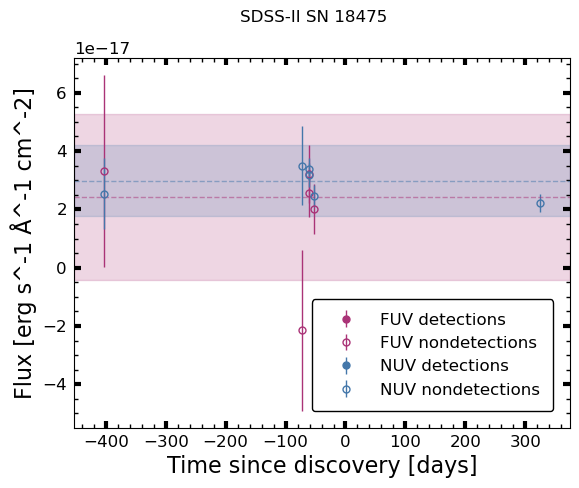 SDSS-II SN 18475
1e−17
Flux [erg s^-1 Å^-1 cm^-2]
6
4
2
0
−2
−4
FUV detections
FUV nondetections
NUV detections
NUV nondetections
−400 −300 −200 −100 0 100 200 300
Time since discovery [days]